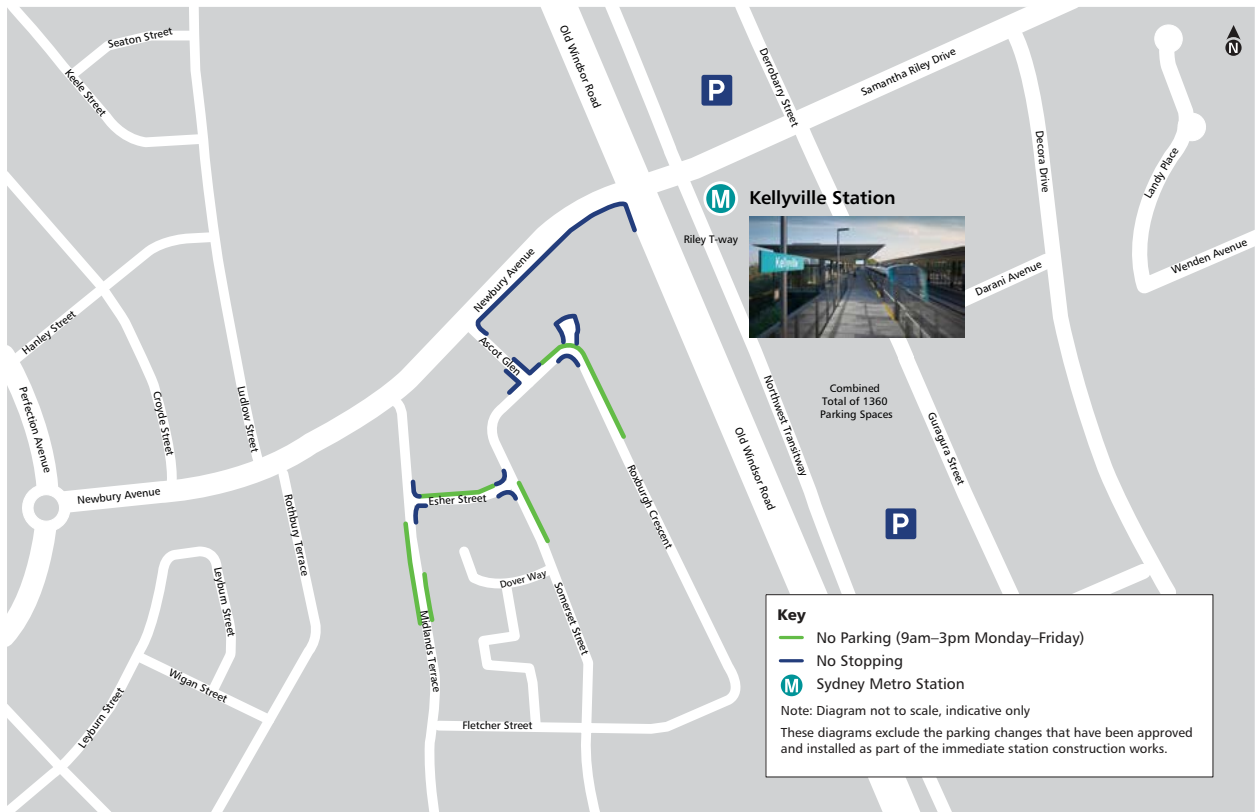 Seaton Street
Keele Street
Old Windsor Road
Derrobarry Street
Samantha Riley Drive
N
P
Decora Drive
Landy Place
M
Kellyville Station
Riley T-way
Kellyville
Newbury Avenue
Wenden Avenue
Darani Avenue
Hanley Street
Ascot Glen
Perfection Avenue
Croyde Street
Ludlow Street
Combined
Total of 1360
Parking Spaces
Northwest Transitway
Guragura Street
Old Windsor Road
Roxburgh Crescent
Newbury Avenue
Esher Street
Rothbury Terrace
P
Leyburn Street
Dover Way
Somerset Street
Midlands Terrace
Wigan Street
Leyburn Street
Fletcher Street
Key
No Parking (9am–3pm Monday–Friday)
No Stopping
M Sydney Metro Station
Note: Diagram not to scale, indicative only
These diagrams exclude the parking changes that have been approved
and installed as part of the immediate station construction works.